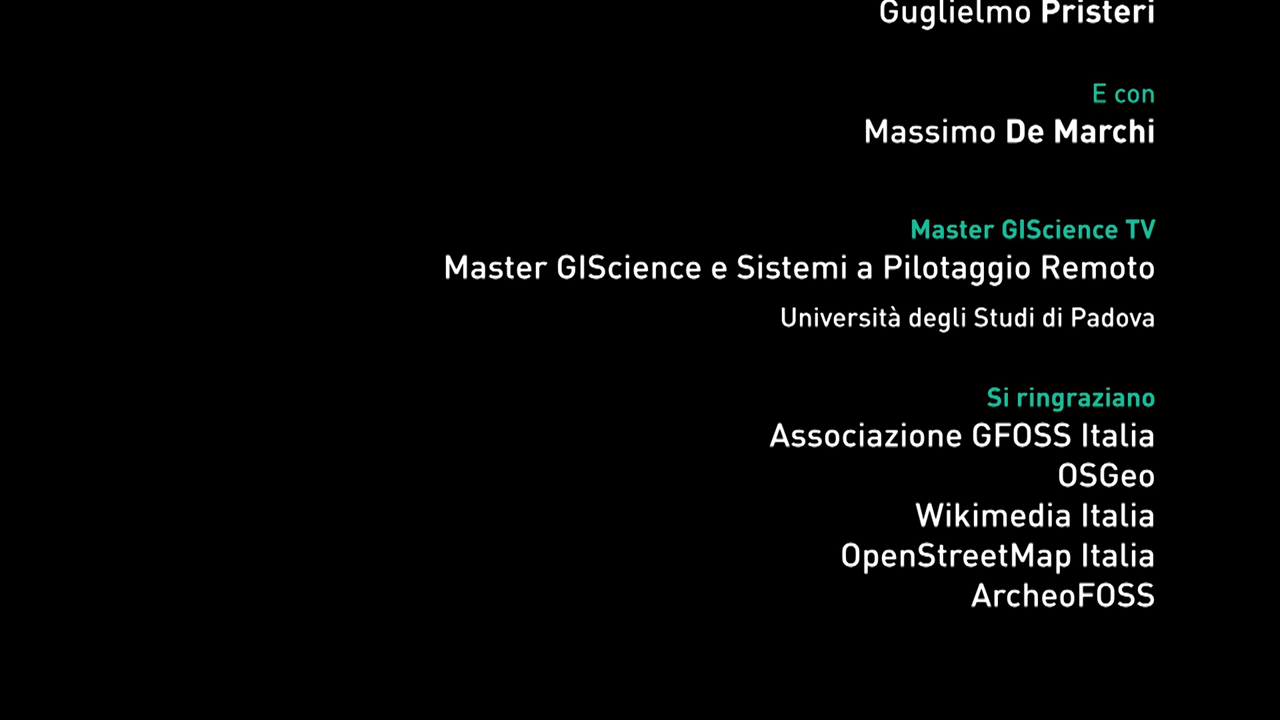 Guglielmo Pristeri
E con
Massimo De Marchi
Master GIScience TV
Master GIScience e Sistemi a Pilotaggio Remoto
Università degli Studi di Padova
Si ringraziano
Associazione GFOSS Italia
OSGeo
Wikimedia Italia
OpenStreetMap Italia
ArcheoFOSS